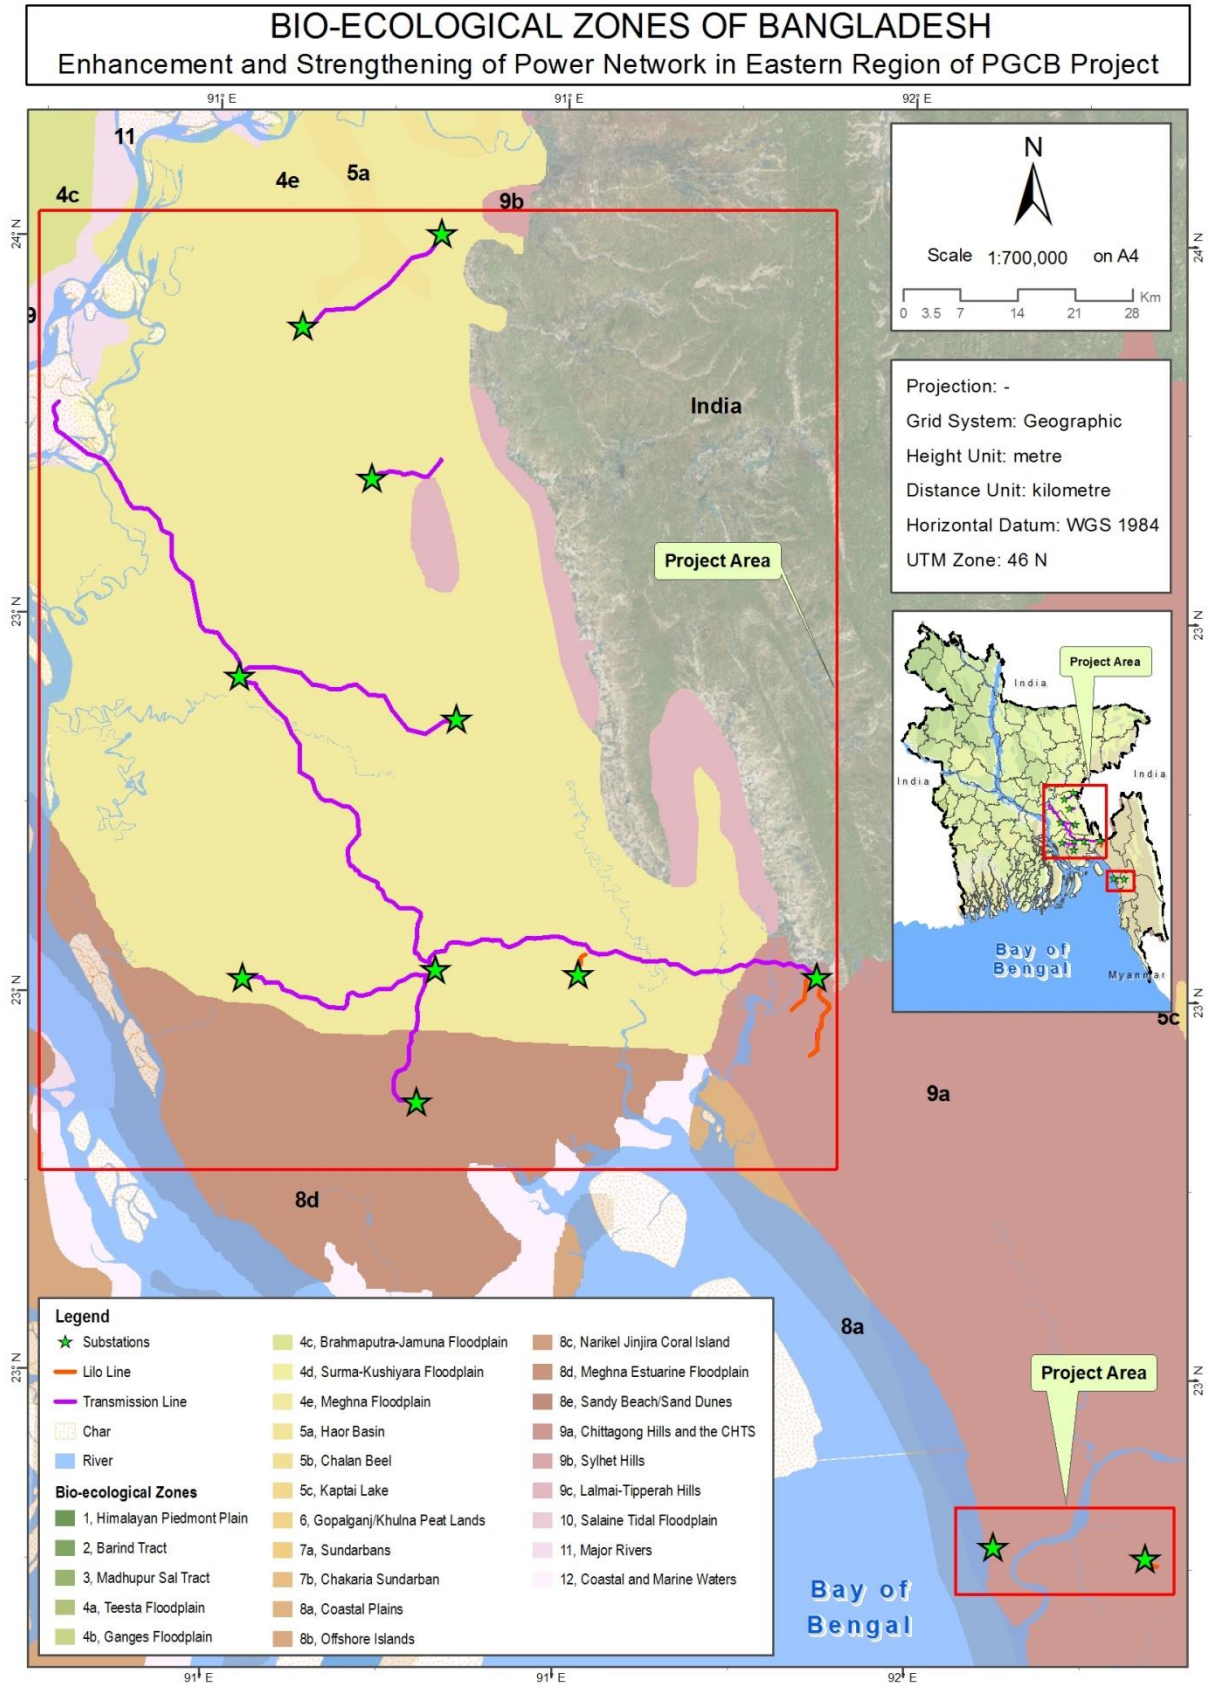 BIO-ECOLOGICAL ZONES OF BANGLADESH
Enhancement and Strengthening of Power Network in Eastern Region of PGCB Project
91° E
91° E
92° E
11
4c
4e
5a
9b
24° N
24° N
9
N
Scale 1:700,000 on A4
Km
0 3.5 7 14 21 28
India
Projection: -
Grid System: Geographic
Height Unit: metre
Distance Unit: kilometre
Horizontal Datum: WGS 1984
UTM Zone: 46 N
Project Area
23° N
23° N
Project Area
India
India
India
Bay of
Bengal
Myanmar
23° N
23° N
5c
9a
8d
8a
23° N
23° N
Project Area
Bay of
Bengal
Legend
Substations
Lilo Line
Transmission Line
Char
River
Bio-ecological Zones
1, Himalayan Piedmont Plain
2, Barind Tract
3, Madhupur Sal Tract
4a, Teesta Floodplain
4b, Ganges Floodplain
4c, Brahmaputra-Jamuna Floodplain
4d, Surma-Kushiyara Floodplain
4e, Meghna Floodplain
5a, Haor Basin
5b, Chalan Beel
5c, Kaptai Lake
6, Gopalganj/Khulna Peat Lands
7a, Sundarbans
7b, Chakaria Sundarban
8a, Coastal Plains
8b, Offshore Islands
8c, Narikel Jinjira Coral Island
8d, Meghna Estuarine Floodplain
8e, Sandy Beach/Sand Dunes
9a, Chittagong Hills and the CHTS
9b, Sylhet Hills
9c, Lalmai-Tipperah Hills
10, Salaine Tidal Floodplain
11, Major Rivers
12, Coastal and Marine Waters
91° E
91° E
92° E